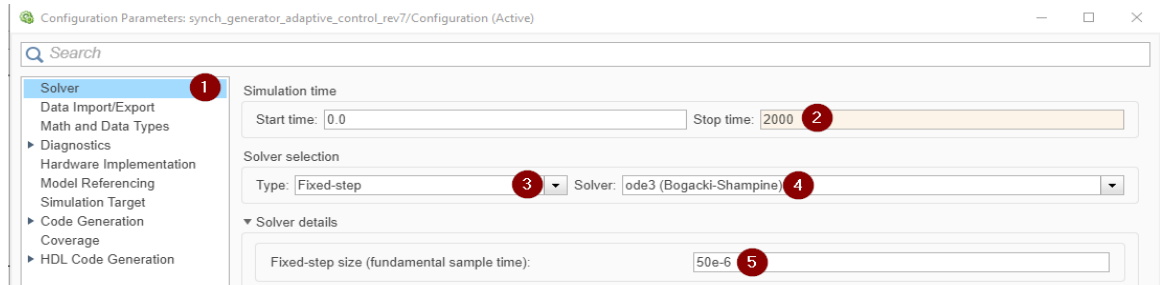 Configuration Parameters: synch_generator_adaptive_control_rev7/Configuration (Active)
Search
Solver 1
Data Import/Export
Math and Data Types
Diagnostics
Hardware Implementation
Model Referencing
Simulation Target
Code Generation
Coverage
HDL Code Generation
Simulation time
Start time: 0.0 Stop time: 2000 2
Solver selection
Type: Fixed-step 3 Solver: ode3 (Bogacki-Shampine) 4
Solver details
Fixed-step size (fundamental sample time): 50e-6 5